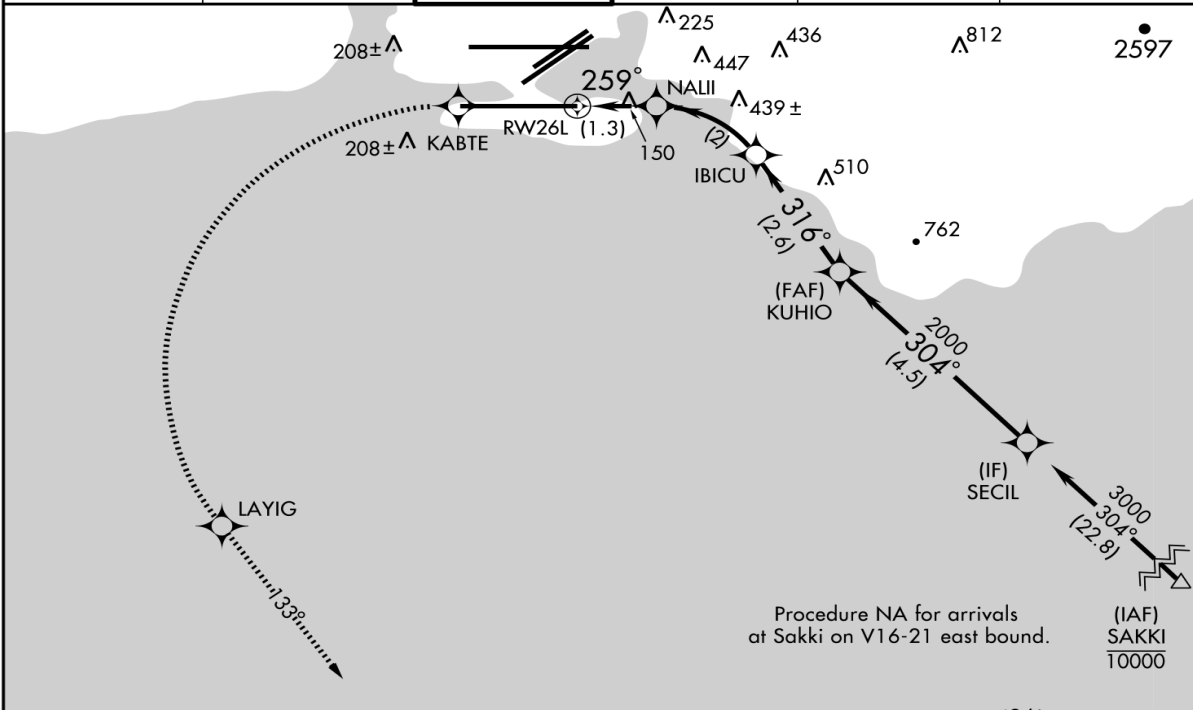 225
436
812
2597
208±
447
259°
NALII
439 ±
RW26L (1.3)
150
(2)
208± KABTE
IBICU
510
316°
(2.6)
762
(FAF)
KUHIO
2000
304°
(4.5)
(IF)
SECIL
LAYIG
3000
304°
(22.8)
133°
Procedure NA for arrivals
at Sakki on V16-21 east bound.
(IAF)
SAKKI
10000